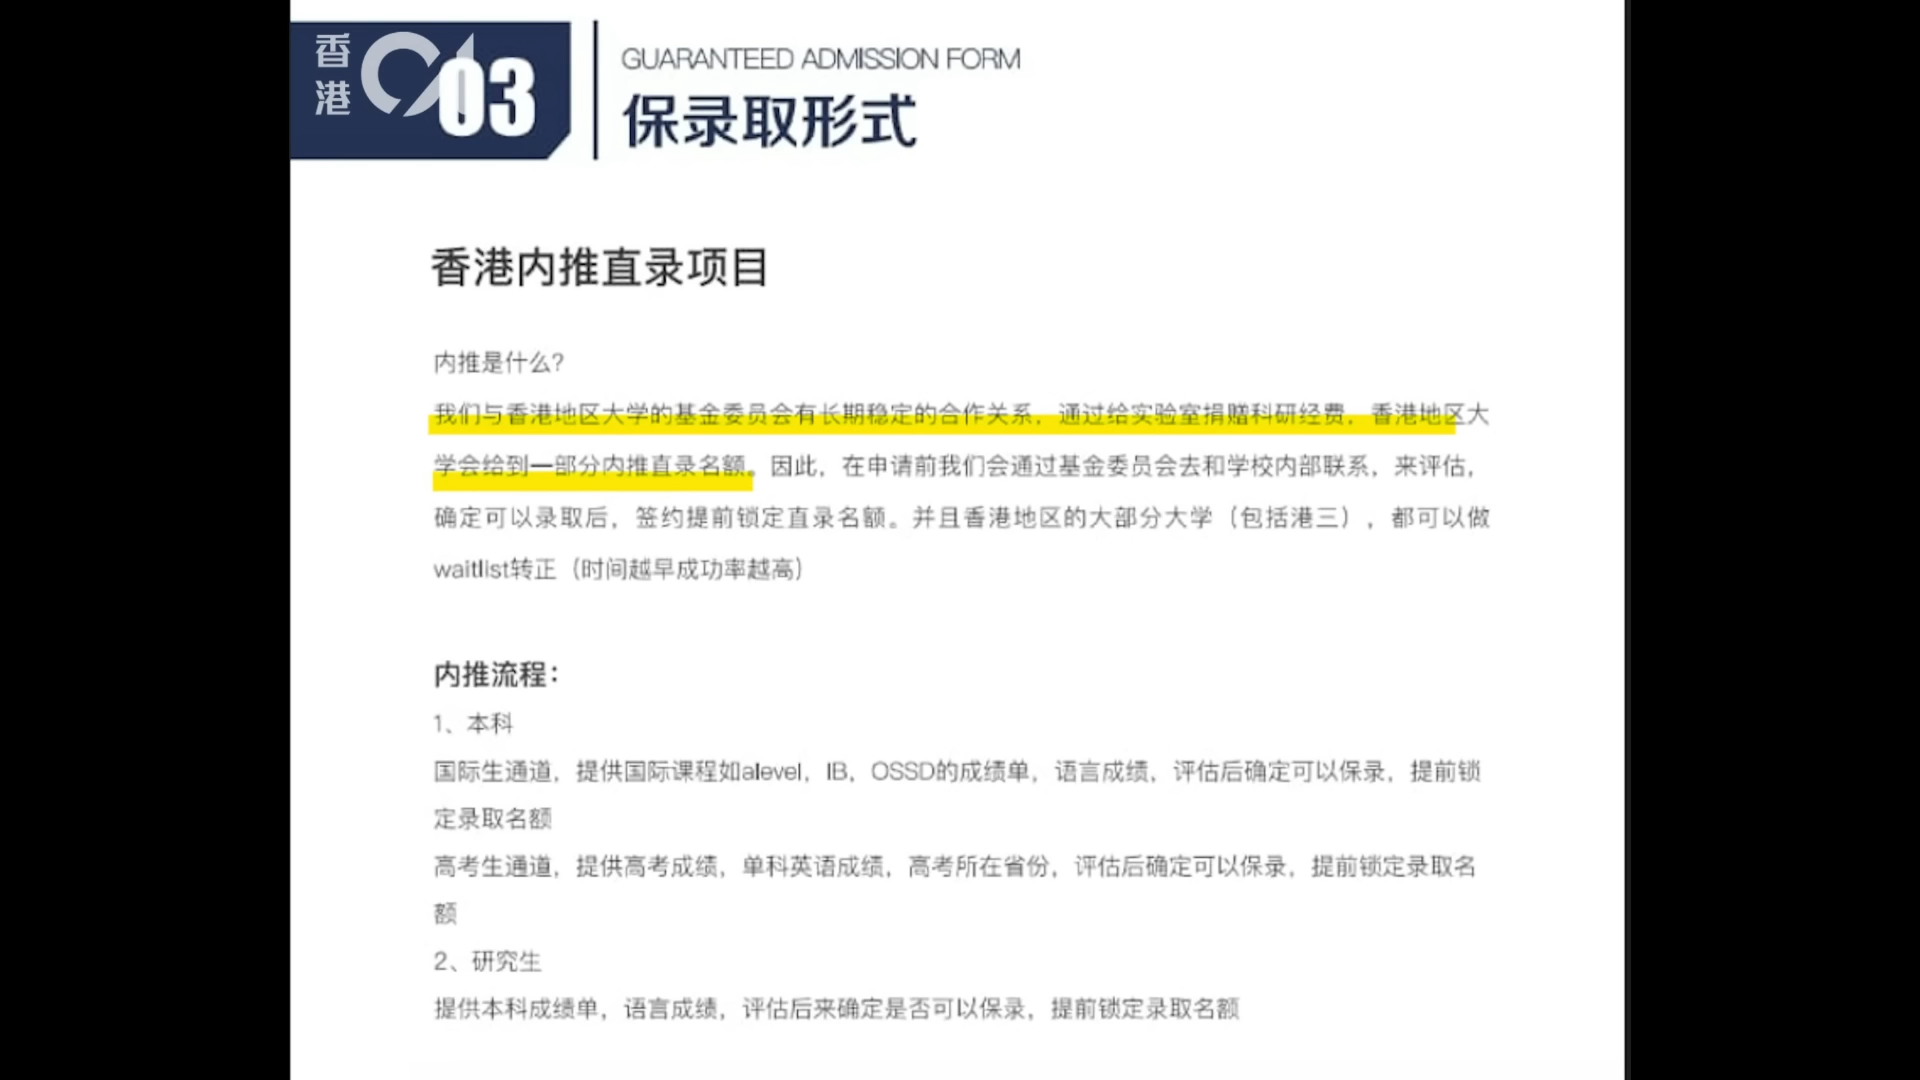 香港01
03
GUARANTEED ADMISSION FORM
保录取形式
香港内推直录项目
内推是什么？
我们与香港地区大学的基金委员会有长期稳定的合作关系，通过给实验室捐赠科研经费，香港地区大
学会给到一部分内推直录名额。因此，在申请前我们会通过基金委员会去和学校内部联系，来评估，
确定可以录取后，签约提前锁定直录名额。并且香港地区的大部分大学（包括港三），都可以做
waitlist转正（时间越早成功率越高）
内推流程：
1、本科
国际生通道，提供国际课程如alevel，IB，OSSD的成绩单，语言成绩，评估后确定可以保录，提前锁
定录取名额
高考生通道，提供高考成绩，单科英语成绩，高考所在省份，评估后确定可以保录，提前锁定录取名
额
2、研究生
提供本科成绩单，语言成绩，评估后来确定是否可以保录，提前锁定录取名额